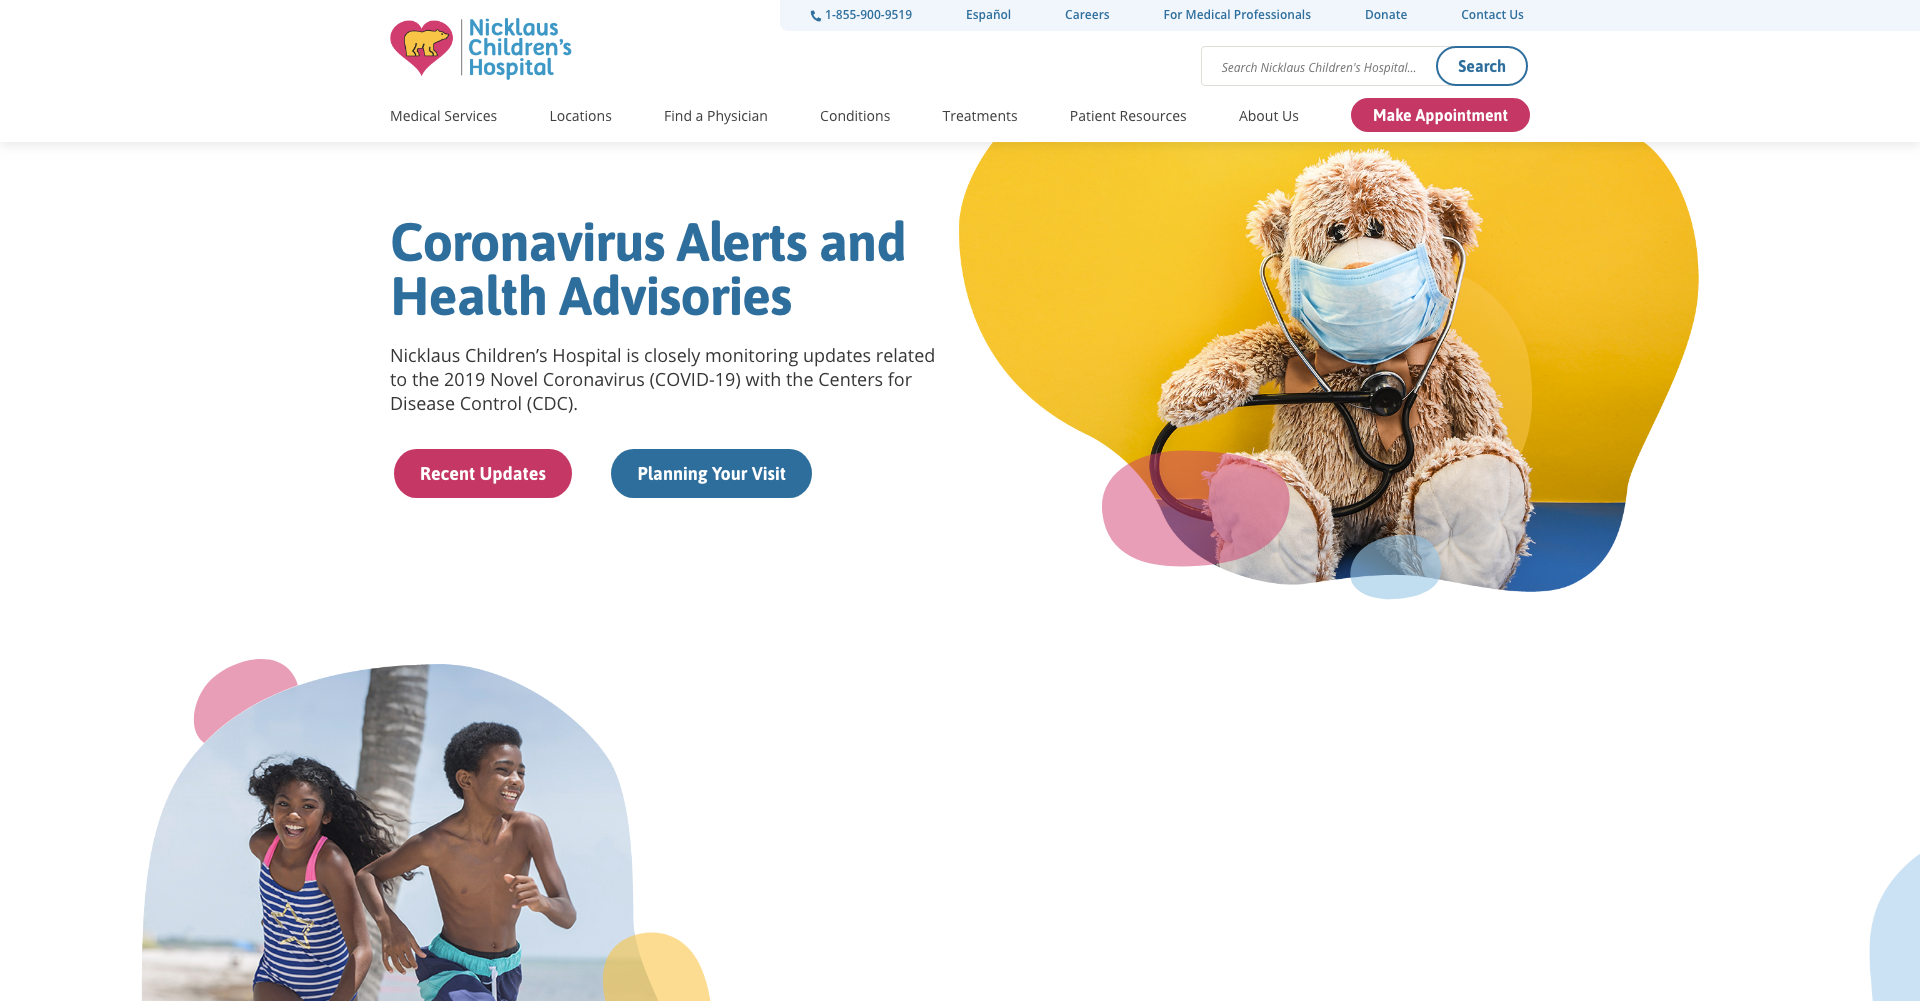 1-855-900-9519
Español
Careers
For Medical Professionals
Donate
Contact Us
Nicklaus
Children's
Hospital
Search Nicklaus Children's Hospital...
Search
Medical Services
Locations
Find a Physician
Conditions
Treatments
Patient Resources
About Us
Make Appointment
Coronavirus Alerts and
Health Advisories
Nicklaus Children’s Hospital is closely monitoring updates related
to the 2019 Novel Coronavirus (COVID-19) with the Centers for
Disease Control (CDC).
Recent Updates
Planning Your Visit